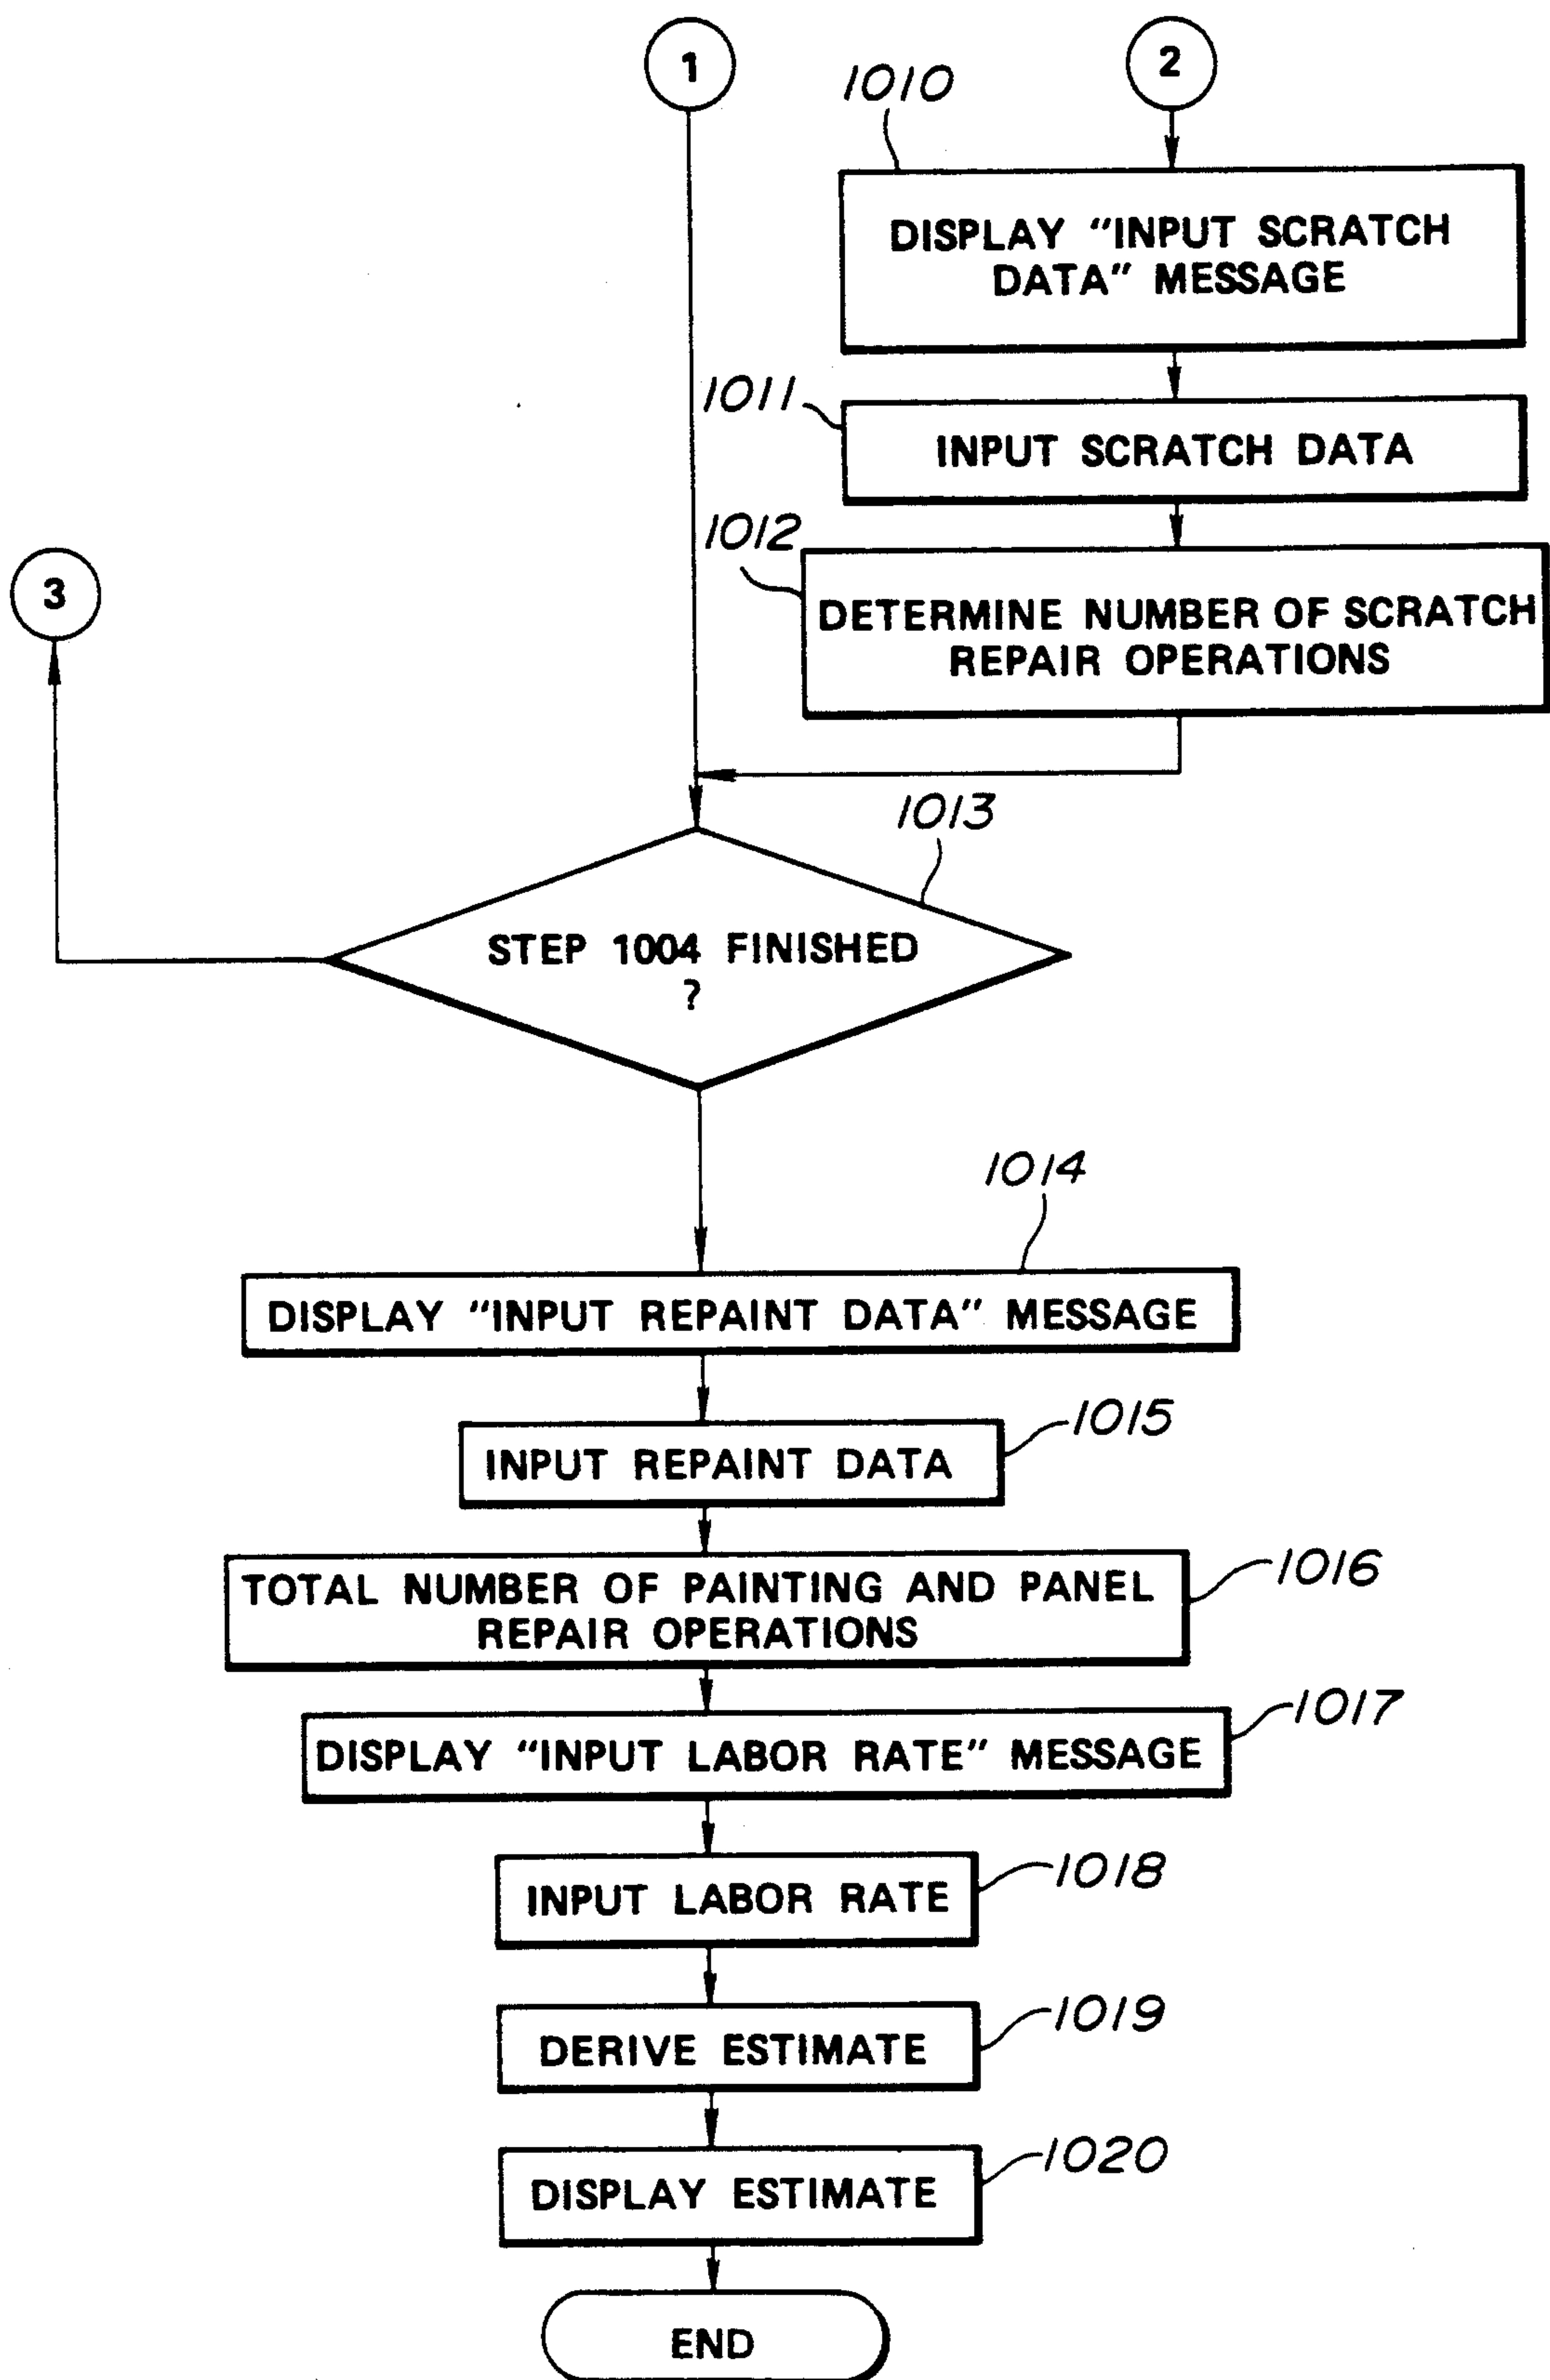 1
2
1010
DISPLAY "INPUT SCRATCH
DATA" MESSAGE
1011
INPUT SCRATCH DATA
1012
DETERMINE NUMBER OF SCRATCH
REPAIR OPERATIONS
3
1013
STEP 1004 FINISHED
?
1014
DISPLAY "INPUT REPAINT DATA" MESSAGE
1015
INPUT REPAINT DATA
1016
TOTAL NUMBER OF PAINTING AND PANEL
REPAIR OPERATIONS
1017
DISPLAY "INPUT LABOR RATE" MESSAGE
1018
INPUT LABOR RATE
1019
DERIVE ESTIMATE
1020
DISPLAY ESTIMATE
END